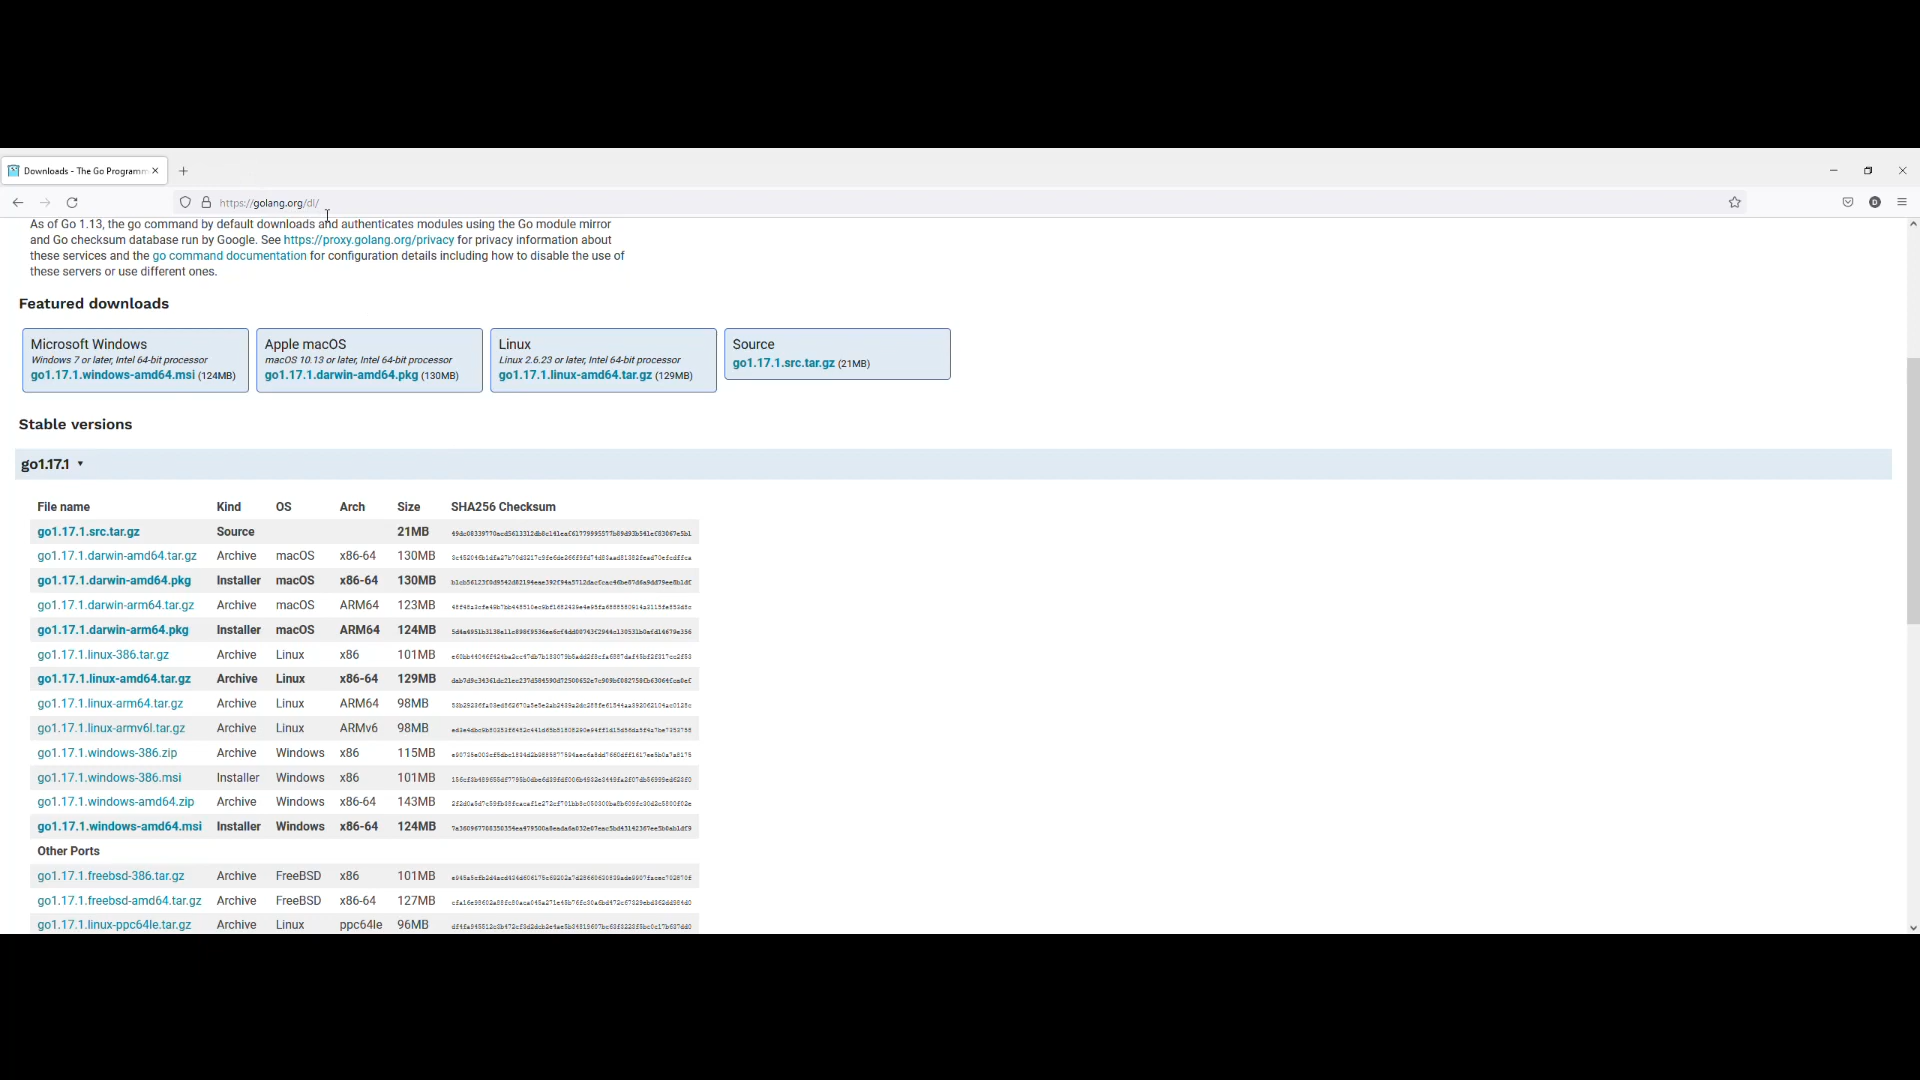 Downloads - The Go Programm
https://golang.org/dl/
As of Go 1.13, the go command by default downloads and authenticates modules using the Go module mirror
and Go checksum database run by Google. See https://proxy.golang.org/privacy for privacy information about
these services and the go command documentation for configuration details including how to disable the use of
these servers or use different ones.
Featured downloads
Microsoft Windows
Windows 7 or later, Intel 64-bit processor
go1.17.1.windows-amd64.msi (124MB)
Apple macOS
macOS 10.13 or later, Intel 64-bit processor
go1.17.1.darwin-amd64.pkg (130MB)
Linux
Linux 2.6.23 or later, Intel 64-bit processor
go1.17.1.linux-amd64.tar.gz (129MB)
Source
go1.17.1.src.tar.gz (21MB)
Stable versions
go1.17.1
File name Kind OS Arch Size SHA256 Checksum
go1.17.1.src.tar.gz Source 21MB
go1.17.1.darwin-amd64.tar.gz Archive macOS x86-64 130MB
go1.17.1.darwin-amd64.pkg Installer macOS x86-64 130MB
go1.17.1.darwin-arm64.tar.gz Archive macOS ARM64 123MB
go1.17.1.darwin-arm64.pkg Installer macOS ARM64 124MB
go1.17.1.linux-386.tar.gz Archive Linux x86 101MB
go1.17.1.linux-amd64.tar.gz Archive Linux x86-64 129MB
go1.17.1.linux-arm64.tar.gz Archive Linux ARM64 98MB
go1.17.1.linux-armv6l.tar.gz Archive Linux ARMv6 98MB
go1.17.1.windows-386.zip Archive Windows x86 115MB
go1.17.1.windows-386.msi Installer Windows x86 101MB
go1.17.1.windows-amd64.zip Archive Windows x86-64 143MB
go1.17.1.windows-amd64.msi Installer Windows x86-64 124MB
Other Ports
go1.17.1.freebsd-386.tar.gz Archive FreeBSD x86 101MB
go1.17.1.freebsd-amd64.tar.gz Archive FreeBSD x86-64 127MB
go1.17.1.linux-ppc64le.tar.gz Archive Linux ppc64le 96MB